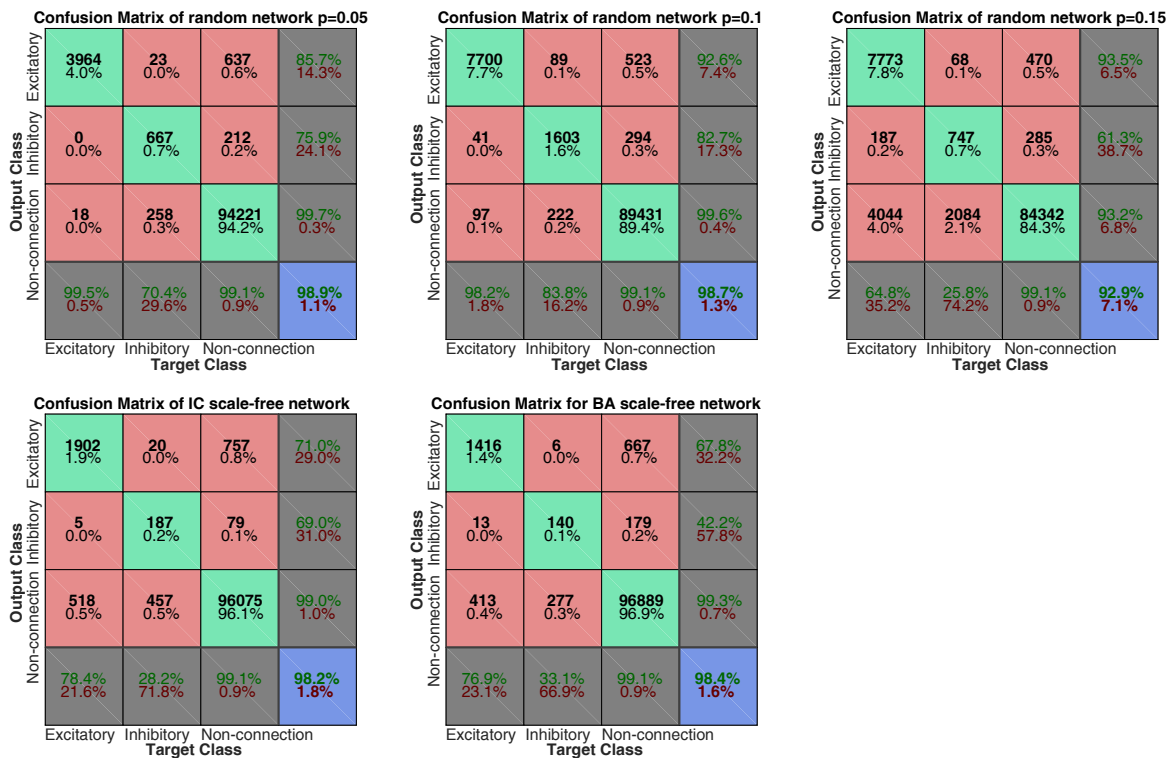 Confusion Matrix of random network p=0.05
Output Class
Excitatory
Inhibitory
Non-connection
3964 23 637 85.7%
4.0% 0.0% 0.6% 14.3%
0 667 212 75.9%
0.0% 0.7% 0.2% 24.1%
18 258 94221 99.7%
0.0% 0.3% 94.2% 0.3%
99.5% 70.4% 99.1% 98.9%
0.5% 29.6% 0.9% 1.1%
Excitatory Inhibitory Non-connection
Target Class
Confusion Matrix of random network p=0.1
Output Class
Excitatory
Inhibitory
Non-connection
7700 89 523 92.6%
7.7% 0.1% 0.5% 7.4%
41 1603 294 82.7%
0.0% 1.6% 0.3% 17.3%
97 222 89431 99.6%
0.1% 0.2% 89.4% 0.4%
98.2% 83.8% 99.1% 98.7%
1.8% 16.2% 0.9% 1.3%
Excitatory Inhibitory Non-connection
Target Class
Confusion Matrix of random network p=0.15
Output Class
Excitatory
Inhibitory
Non-connection
7773 68 470 93.5%
7.8% 0.1% 0.5% 6.5%
187 747 285 61.3%
0.2% 0.7% 0.3% 38.7%
4044 2084 84342 93.2%
4.0% 2.1% 84.3% 6.8%
64.8% 25.8% 99.1% 92.9%
35.2% 74.2% 0.9% 7.1%
Excitatory Inhibitory Non-connection
Target Class
Confusion Matrix of IC scale-free network
Output Class
Excitatory
Inhibitory
Non-connection
1902 20 757 71.0%
1.9% 0.0% 0.8% 29.0%
5 187 79 69.0%
0.0% 0.2% 0.1% 31.0%
518 457 96075 99.0%
0.5% 0.5% 96.1% 1.0%
78.4% 28.2% 99.1% 98.2%
21.6% 71.8% 0.9% 1.8%
Excitatory Inhibitory Non-connection
Target Class
Confusion Matrix for BA scale-free network
Output Class
Excitatory
Inhibitory
Non-connection
1416 6 667 67.8%
1.4% 0.0% 0.7% 32.2%
13 140 179 42.2%
0.0% 0.1% 0.2% 57.8%
413 277 96889 99.3%
0.4% 0.3% 96.9% 0.7%
76.9% 33.1% 99.1% 98.4%
23.1% 66.9% 0.9% 1.6%
Excitatory Inhibitory Non-connection
Target Class